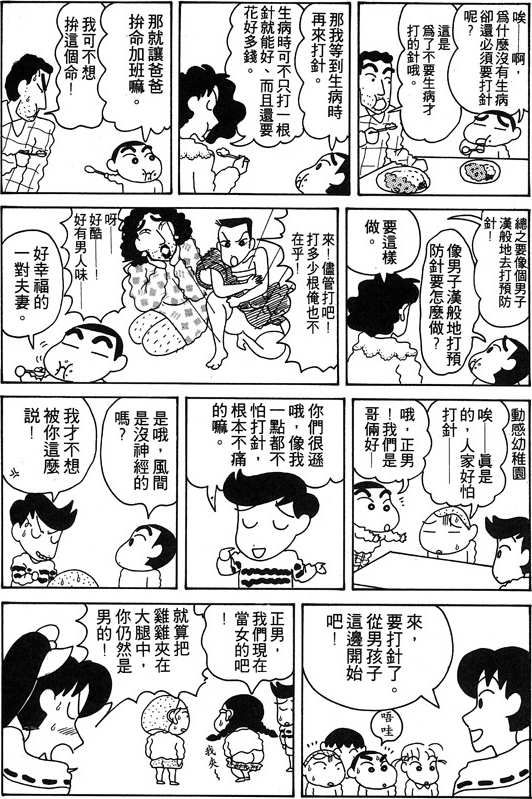 唉——啊，
為什麼沒有生病
卻還必須要打針
呢？
這是
為了不要生病才
打的針哦。
那我等到生病時
再來打針。
生病時可不只打一根
針就能好、而且還要
花好多錢。
那就讓爸爸
拚命加班嘛。
我可不想
拚這個命！
總之要像個男子
漢般地去打預防
針！
像男子漢般地打預
防針要怎麼做？
要這樣
做。
來！儘管打吧！
打多少根俺也不
在乎！
呀——
好酷！
好有男人味！
好幸福的
一對夫妻。
動感幼稚園
唉——真是
的，人家好怕
打針——
哦，正男
！我們是
哥倆好——
你們很遜
哦，像我
一點都不
怕打針，
根本不痛
的嘛。
是哦，風間
是沒神經的
嗎？
我才不想
被你這麼
說！
來，
要打針了。
從男孩子
這邊開始
吧！
唔哇
正男，
我們現在
當女的吧
！
我夾～
就算把
雞雞夾在
大腿中，
你仍然是
男的！